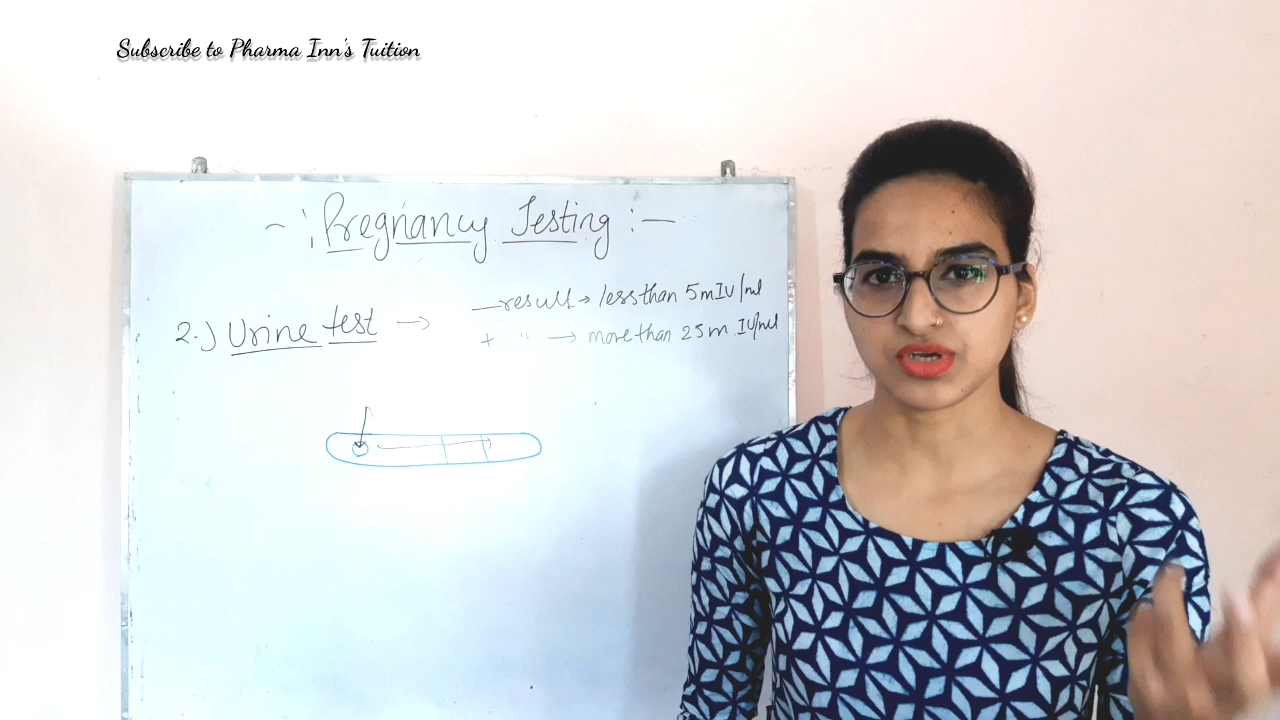 Subscribe to Pharma Inn's Tuition
-: Pregnancy Testing :-
— result → less than 5mIU/ml
2.) Urine test →
+ " → more than 25m.IU/ml